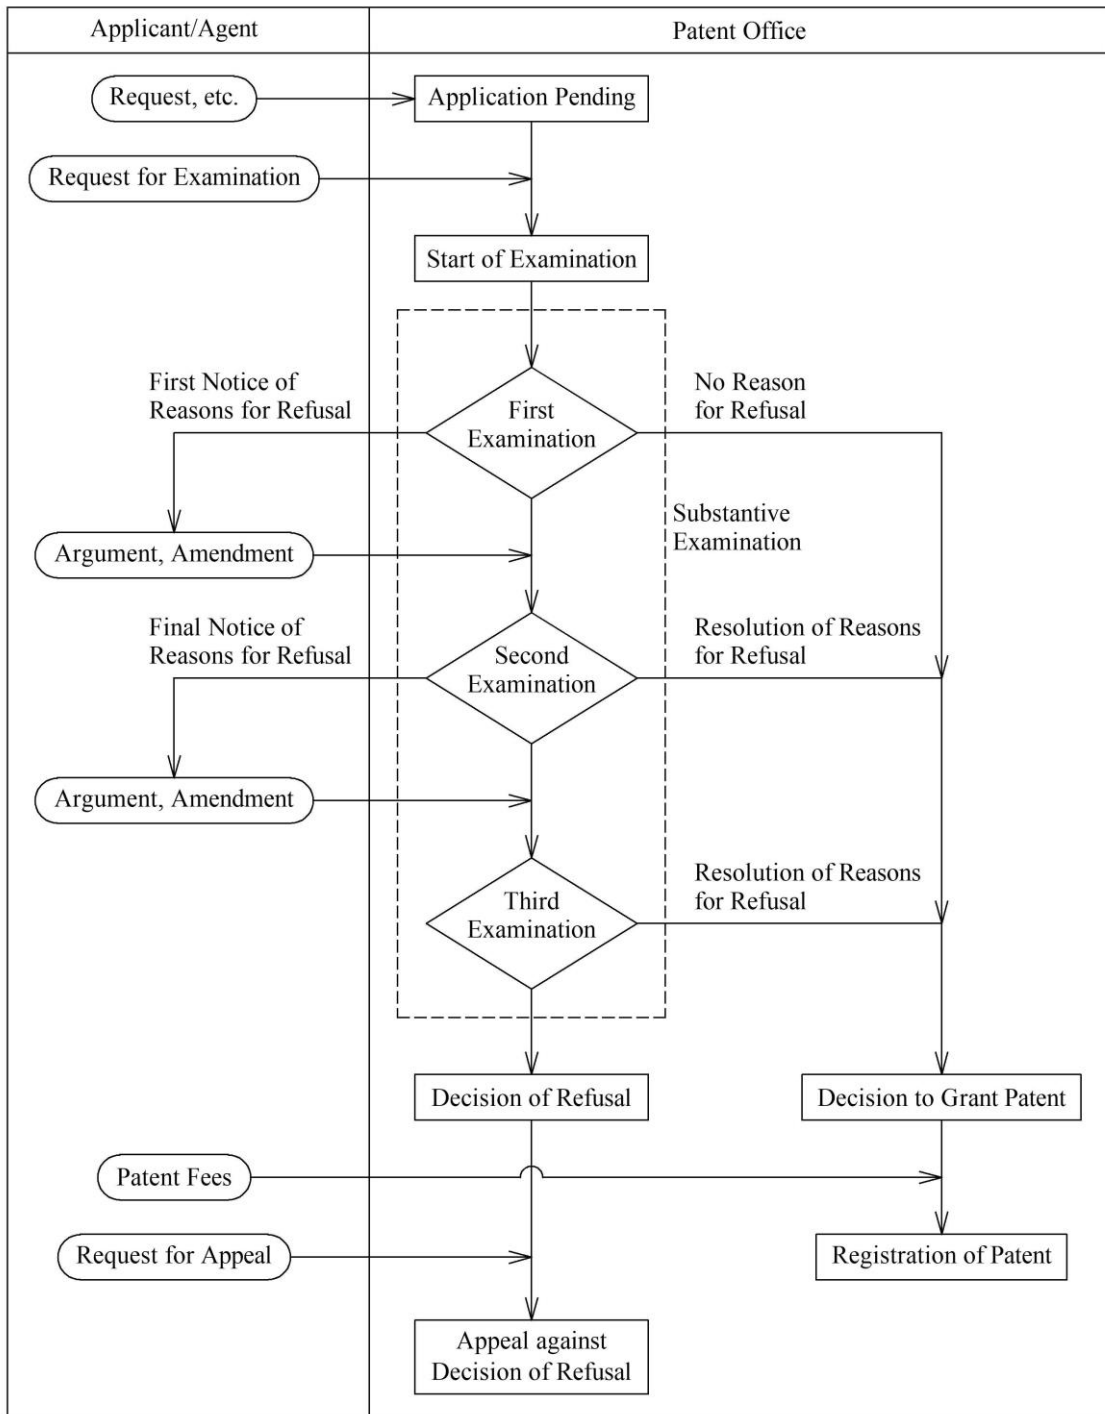 Applicant/Agent
Patent Office
Request, etc.
Application Pending
Request for Examination
Start of Examination
First Notice of
Reasons for Refusal
First
Examination
No Reason
for Refusal
Substantive
Examination
Argument, Amendment
Final Notice of
Reasons for Refusal
Second
Examination
Resolution of Reasons
for Refusal
Argument, Amendment
Third
Examination
Resolution of Reasons
for Refusal
Decision of Refusal
Decision to Grant Patent
Patent Fees
Request for Appeal
Registration of Patent
Appeal against
Decision of Refusal